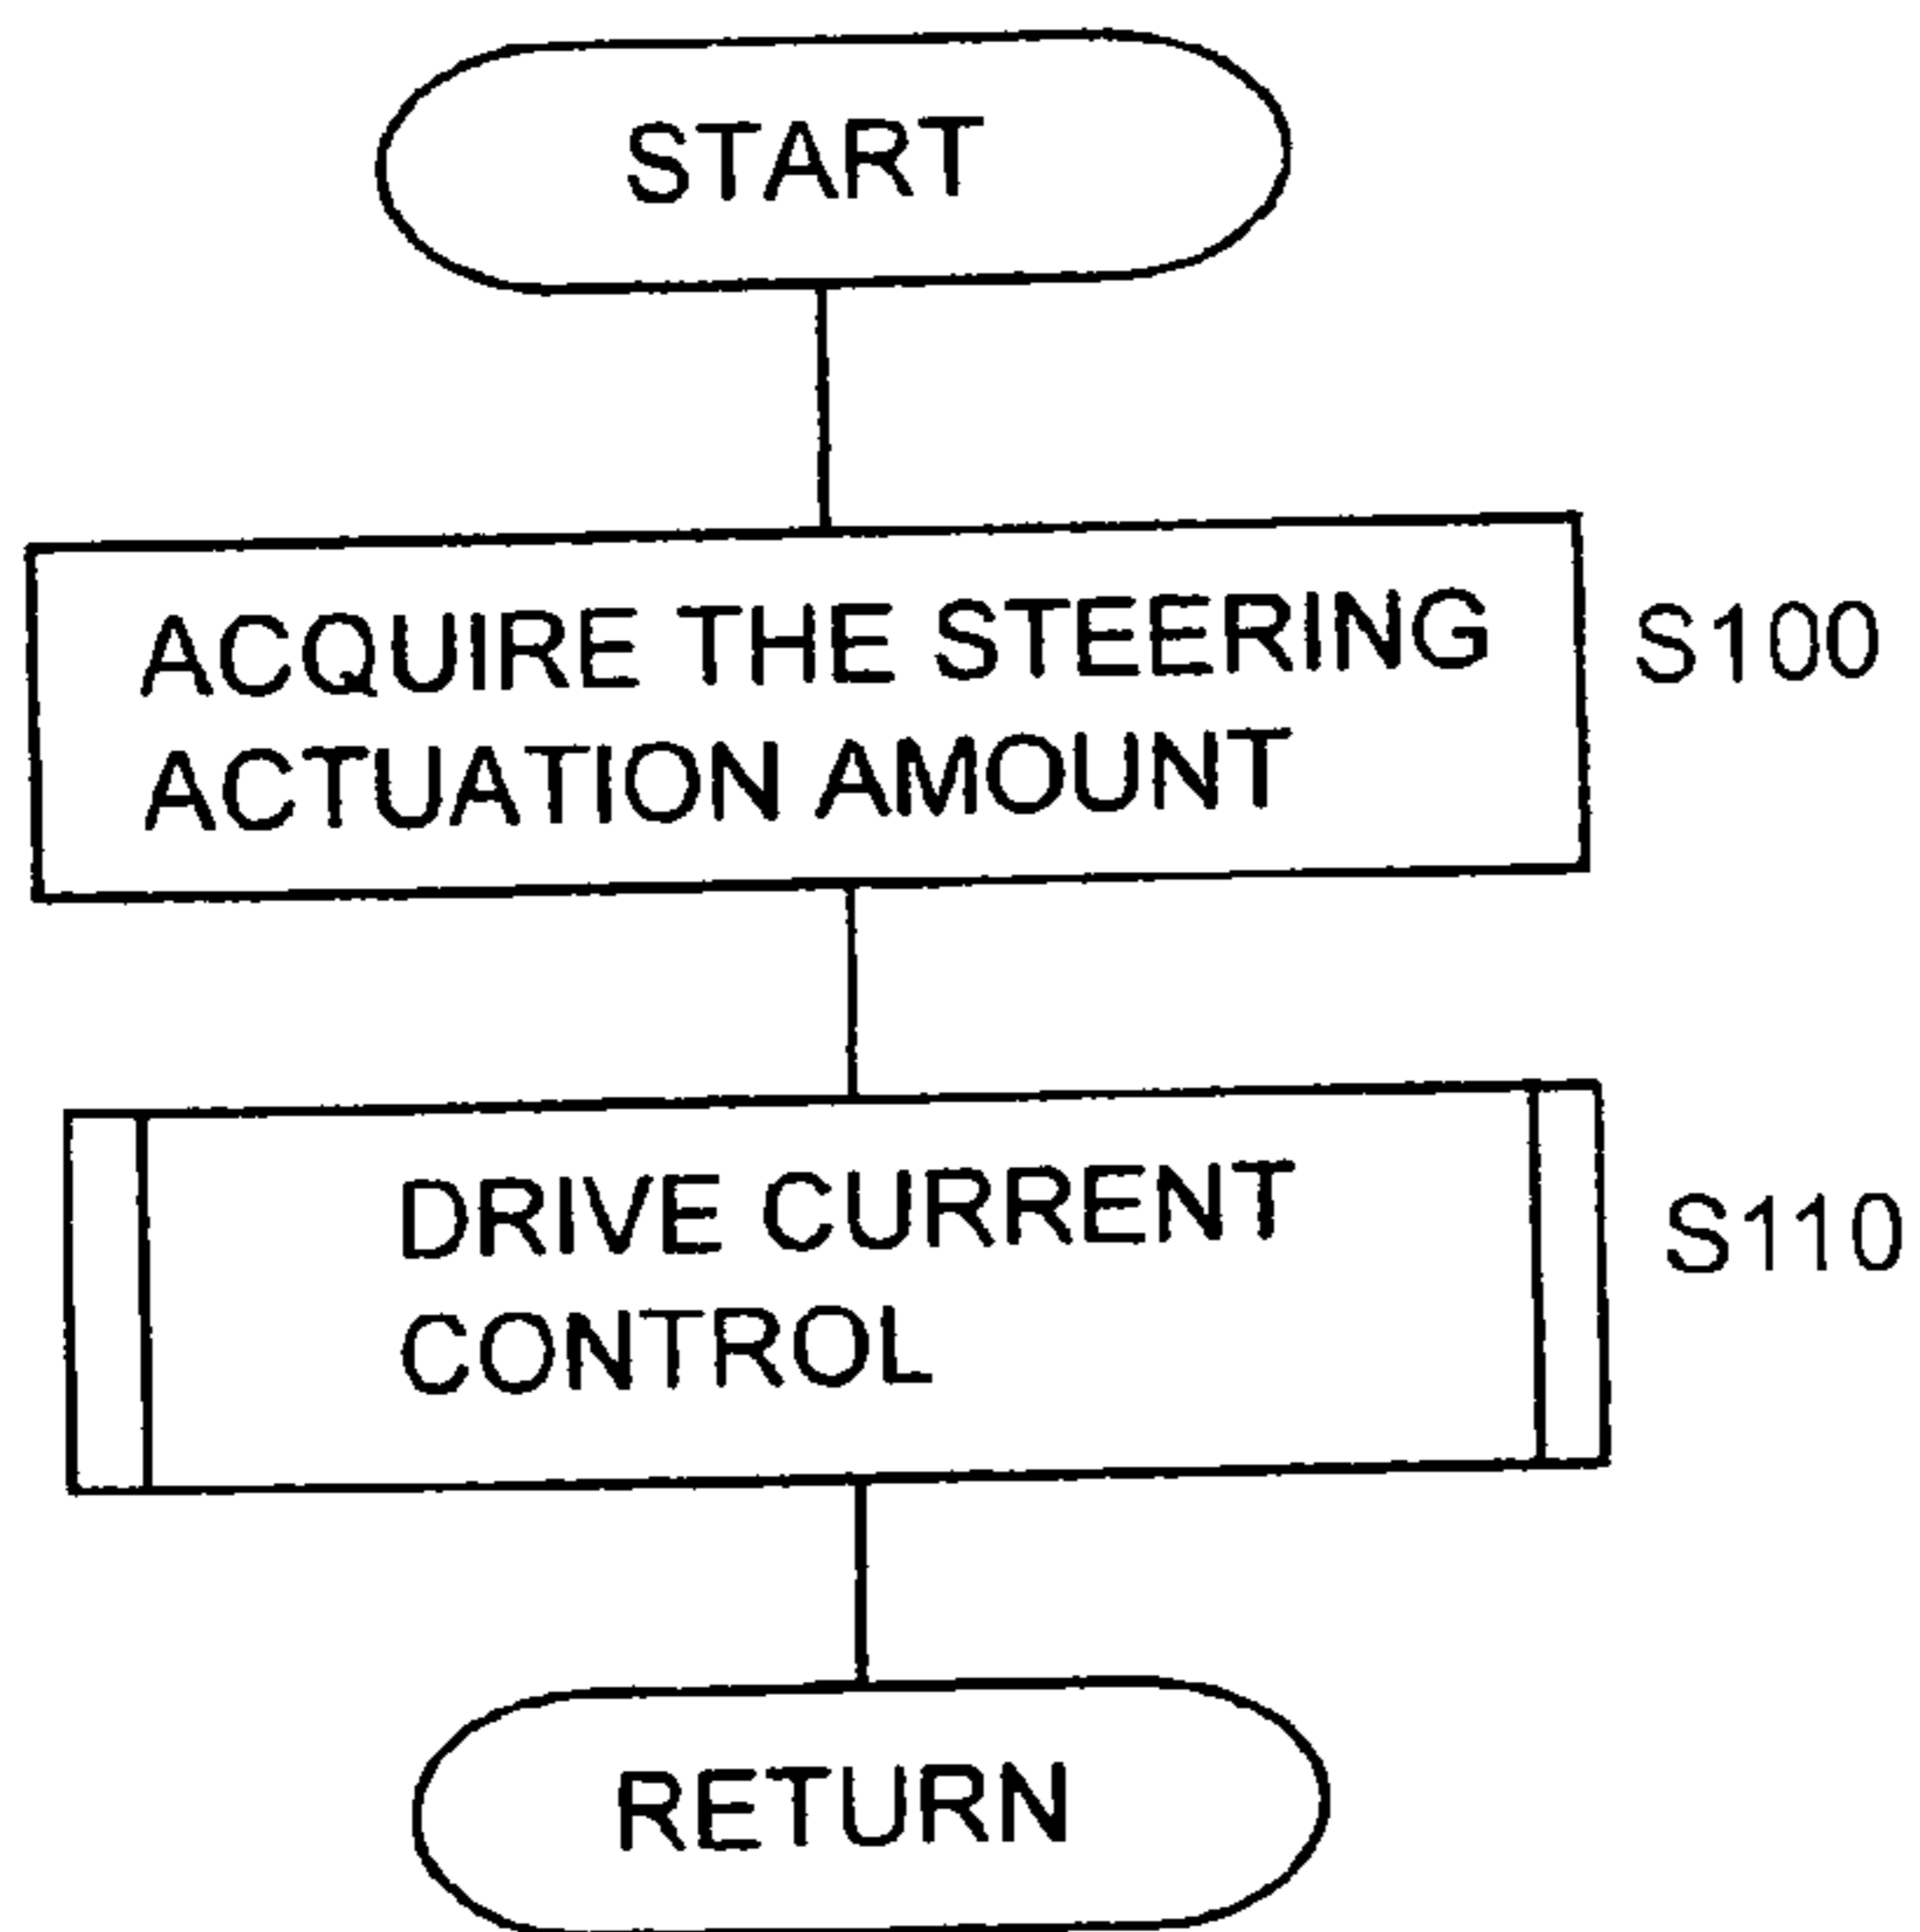 START
ACQUIRE THE STEERING
ACTUATION AMOUNT
S100
DRIVE CURRENT
CONTROL
S110
RETURN